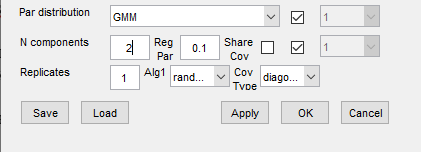 Par distribution GMM 1
N components 2 Reg Par 0.1 Share Cov 1
Replicates 1 Alg1 rand... Cov Type diago...
Save Load Apply OK Cancel